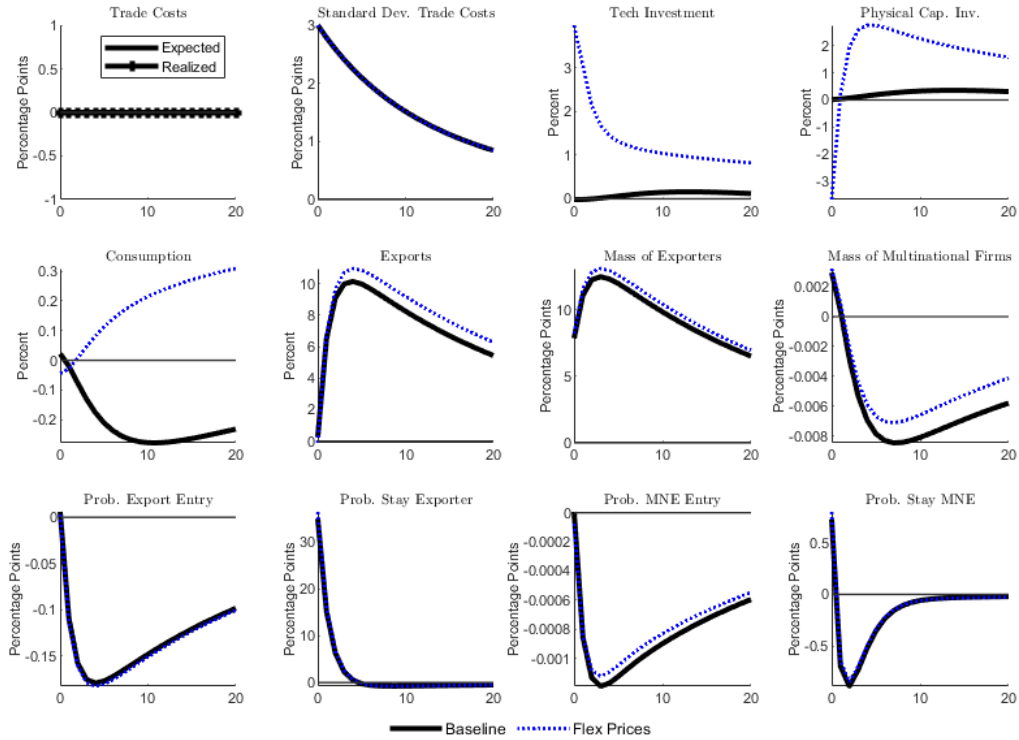 Trade Costs
Standard Dev. Trade Costs
Tech Investment
Physical Cap. Inv.
Percentage Points
1
0.5
0
-0.5
-1
0 10 20
Expected
Realized
Percentage Points
3
2
1
0
0 10 20
Percent
3
2
1
0
0 10 20
Percent
2
1
0
-1
-2
-3
0 10 20
Consumption
Exports
Mass of Exporters
Mass of Multinational Firms
Percent
0.3
0.2
0.1
0
-0.1
-0.2
0 10 20
Percent
10
8
6
4
2
0
0 10 20
Percentage Points
10
5
0
0 10 20
Percentage Points
0.002
0
-0.002
-0.004
-0.006
-0.008
0 10 20
Prob. Export Entry
Prob. Stay Exporter
Prob. MNE Entry
Prob. Stay MNE
Percentage Points
0
-0.05
-0.1
-0.15
0 10 20
Percentage Points
30
20
10
0
0 10 20
Percentage Points
0
-0.0002
-0.0004
-0.0006
-0.0008
-0.001
0 10 20
Percentage Points
0.5
0
-0.5
0 10 20
Baseline
Flex Prices